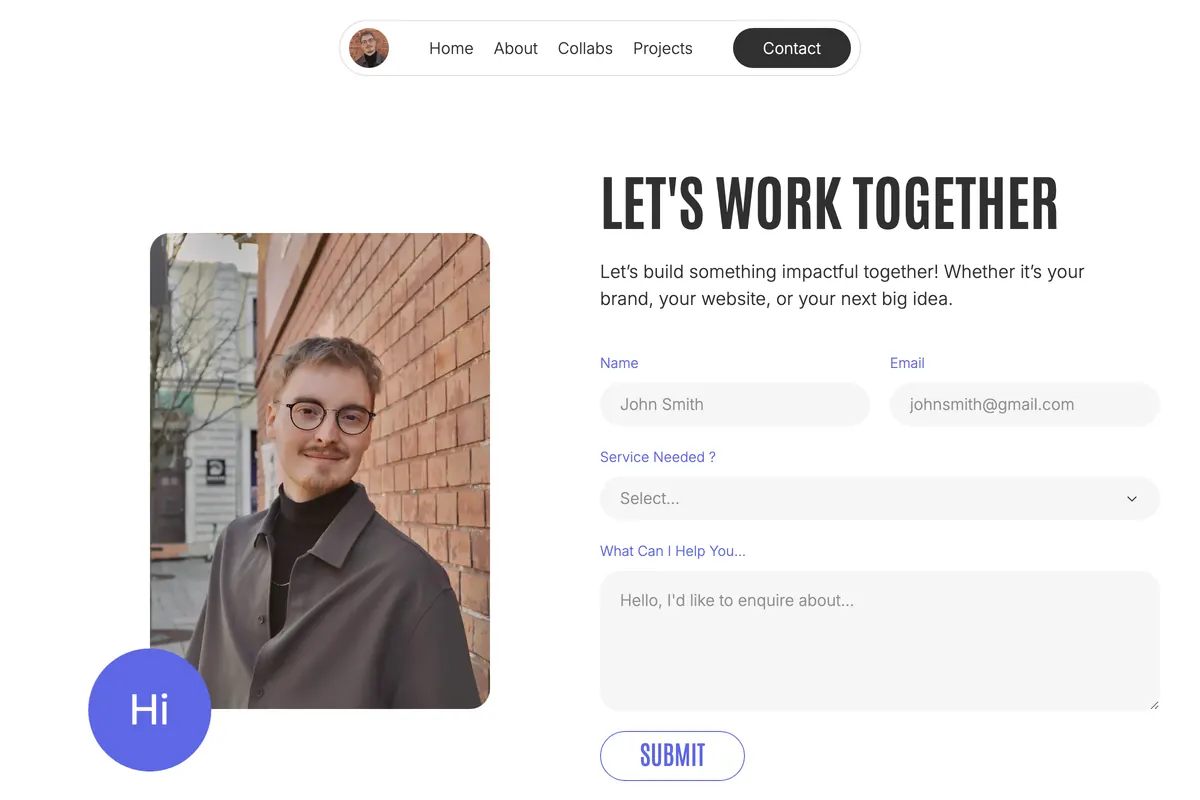 Home About Collabs Projects Contact
LET'S WORK TOGETHER
Let’s build something impactful together! Whether it’s your
brand, your website, or your next big idea.
Name Email
John Smith johnsmith@gmail.com
Service Needed ?
Select...
What Can I Help You...
Hello, I'd like to enquire about...
Hi
SUBMIT